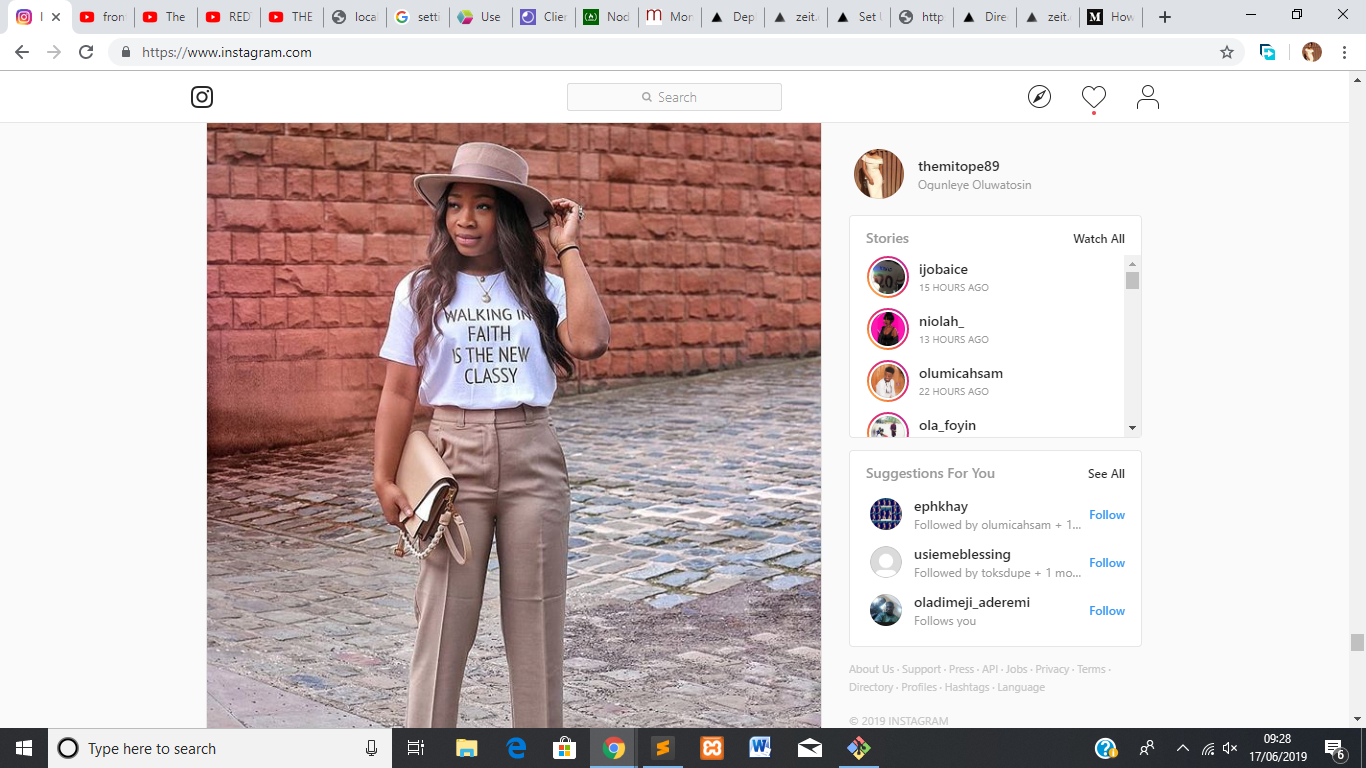 fron
The
RED
THE
local
setti
Use
Clier
Nod
Mon
Dep
zeit.
Set U
http
Dire
zeit.
How
https://www.instagram.com
Search
themitope89
Ogunleye Oluwatosin
Stories
Watch All
ijobaice
15 HOURS AGO
niolah_
13 HOURS AGO
olumicahsam
22 HOURS AGO
ola_foyin
Suggestions For You
See All
ephkhay
Followed by olumicahsam + 1...
Follow
usiemeblessing
Followed by toksdupe + 1 mo...
Follow
oladimeji_aderemi
Follows you
Follow
About Us · Support · Press · API · Jobs · Privacy · Terms ·
Directory · Profiles · Hashtags · Language
© 2019 INSTAGRAM
WALKING IN
FAITH
IS THE NEW
CLASSY
Type here to search
09:28
17/06/2019
6